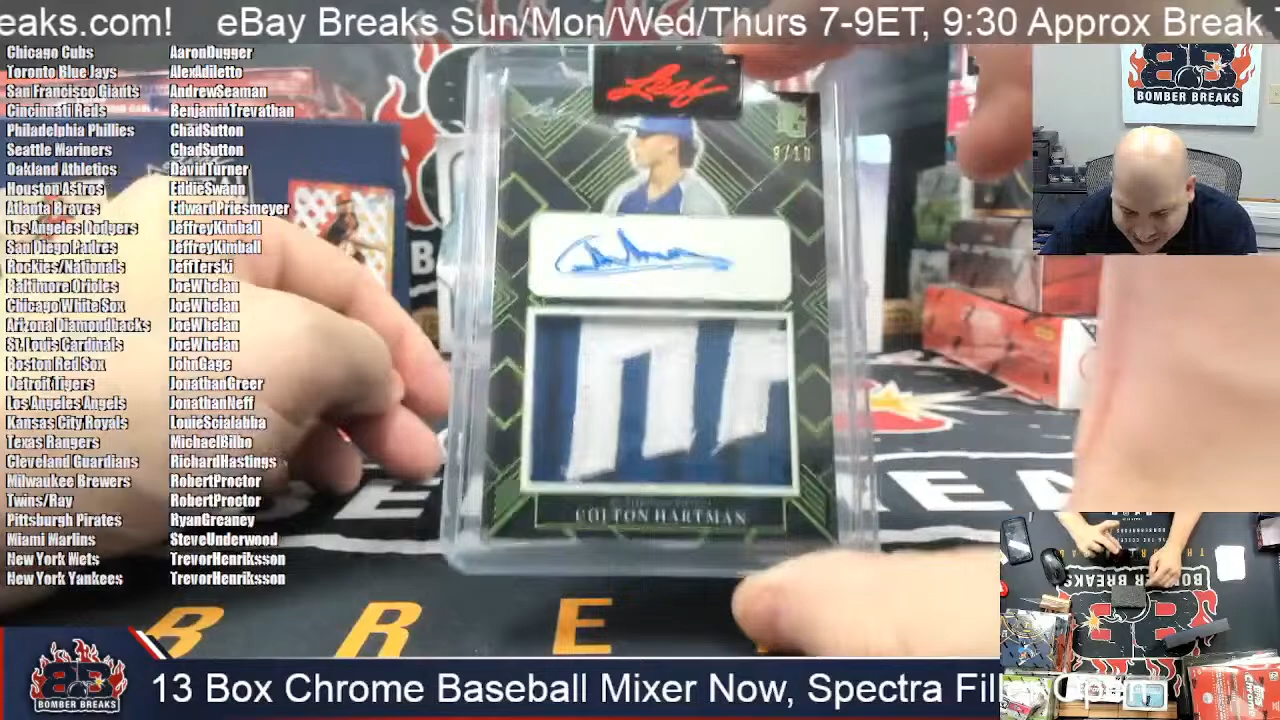 eaks.com! eBay Breaks Sun/Mon/Wed/Thurs 7-9ET, 9:30 Approx Break
Chicago Cubs AaronDugger
Toronto Blue Jays AlexAdiletto
San Francisco Giants AndrewSeaman
Cincinnati Reds BenjaminTrevathan
Philadelphia Phillies ChadSutton
Seattle Mariners ChadSutton
Oakland Athletics DavidTurner
Houston Astros EddieSwann
Atlanta Braves EdwardPriesmeyer
Los Angeles Dodgers JeffreyKimball
San Diego Padres JeffreyKimball
Rockies/Nationals JeffTerski
Baltimore Orioles JoeWhelan
Chicago White Sox JoeWhelan
Arizona Diamondbacks JoeWhelan
St. Louis Cardinals JoeWhelan
Boston Red Sox JohnGage
Detroit Tigers JonathanGreer
Los Angeles Angels JonathanNeff
Kansas City Royals LouieScialabba
Texas Rangers MichaelBilbo
Cleveland Guardians RichardHastings
Milwaukee Brewers RobertProctor
Twins/Ray RobertProctor
Pittsburgh Pirates RyanGreaney
Miami Marlins SteveUnderwood
New York Mets TrevorHenriksson
New York Yankees TrevorHenriksson
Leaf
9/10
COLTON HARTMAN
BOMBER BREAKS
B R E
BOMBER BREAKS
BOMBER BREAKS
13 Box Chrome Baseball Mixer Now, Spectra Fil
Open